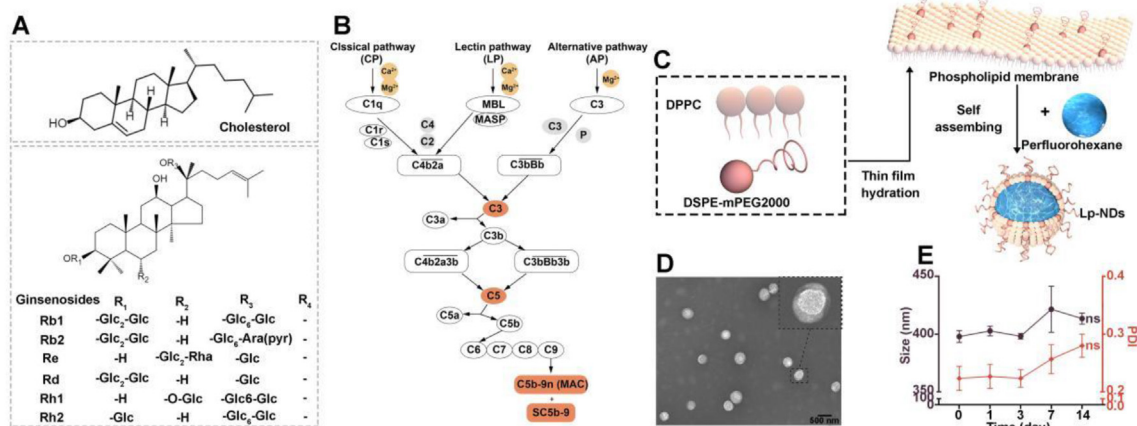 A
HO
Cholesterol
OR₃
OH
OR₁
R₂
Ginsenosides R₁ R₂ R₃ R₄
Rb1 -Glc₂-Glc -H -Glc₆-Glc -
Rb2 -Glc₂-Glc -H -Glc₆-Ara(pyr) -
Re -H -Glc₂-Rha -Glc -
Rd -Glc₂-Glc -H -Glc -
Rh1 -H -O-Glc -Glc6-Glc -
Rh2 -Glc -H -Glc₆-Glc -
B
Clssical pathway Lectin pathway Alternative pathway
(CP) (LP) (AP)
Ca²⁺ Ca²⁺
Mg²⁺ Mg²⁺ Mg²⁺
C1q MBL C3
MASP
C1r C4 C3
C1s C2 P
C4b2a C3bBb
C3
C3a
C3b
C4b2a3b C3bBb3b
C5
C5a
C5b
C6 C7 C8 C9
C5b-9n (MAC)
+
SC5b-9
C
DPPC
DSPE-mPEG2000
Thin film
hydration
Phospholipid membrane
Self
assembing
+
Perfluorohexane
Lp-NDs
D
500 nm
E
450 0.4
400 0.3
350 0.2
100 0.1
0 0.0
Size (nm)
PDI
ns
ns
0 1 3 7 14
Time (day)